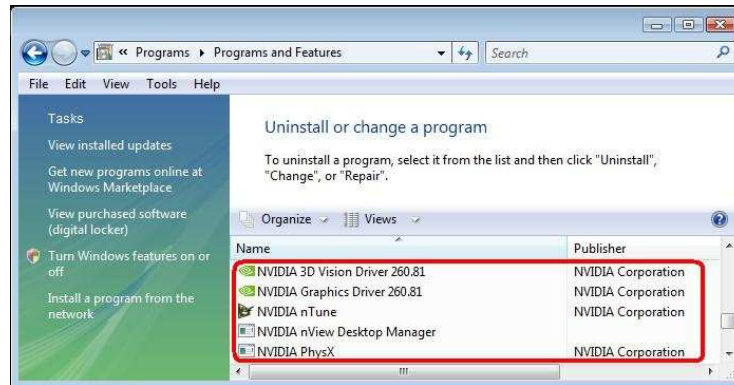 « Programs ▸ Programs and Features
Search
File Edit View Tools Help
Tasks
View installed updates
Get new programs online at
Windows Marketplace
View purchased software
(digital locker)
Turn Windows features on or
off
Install a program from the
network
Uninstall or change a program
To uninstall a program, select it from the list and then click "Uninstall",
"Change", or "Repair".
Organize Views
Name Publisher
NVIDIA 3D Vision Driver 260.81 NVIDIA Corporation
NVIDIA Graphics Driver 260.81 NVIDIA Corporation
NVIDIA nTune NVIDIA Corporation
NVIDIA nView Desktop Manager
NVIDIA PhysX NVIDIA Corporation